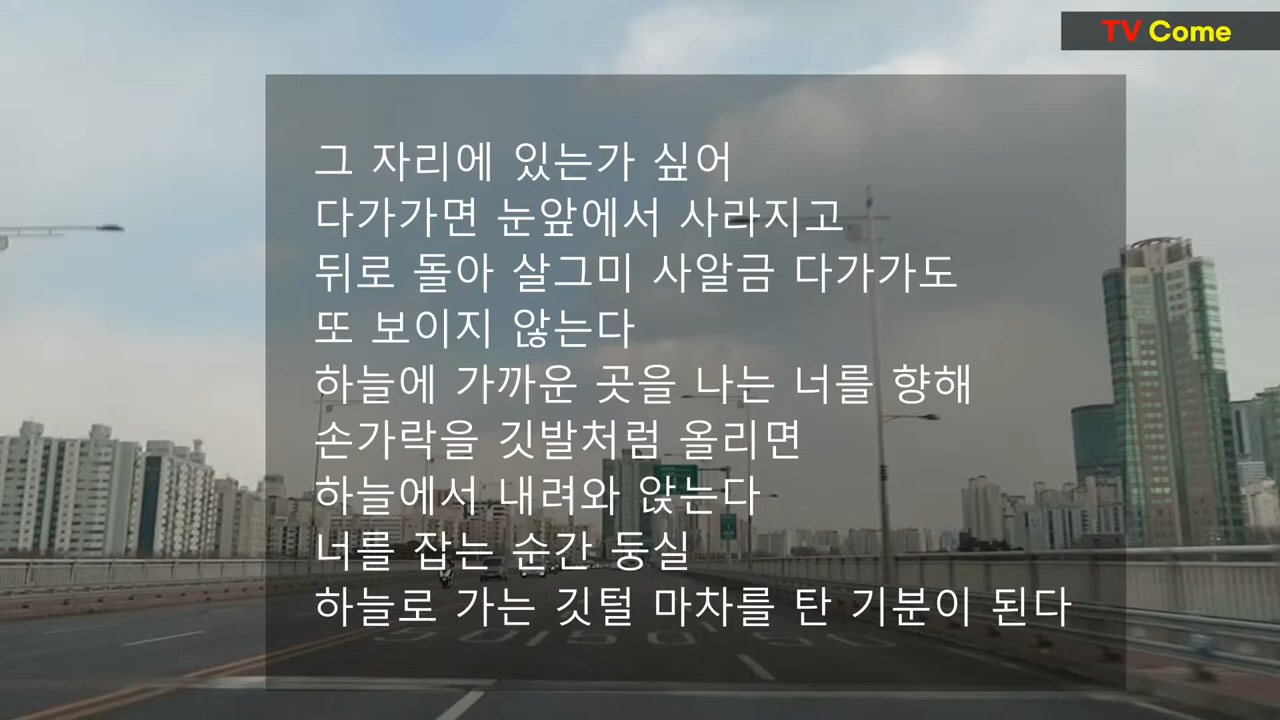 TV Come
그 자리에 있는가 싶어
다가가면 눈앞에서 사라지고
뒤로 돌아 살그미 사알금 다가가도
또 보이지 않는다
하늘에 가까운 곳을 나는 너를 향해
손가락을 깃발처럼 올리면
하늘에서 내려와 앉는다
너를 잡는 순간 둥실
하늘로 가는 깃털 마차를 탄 기분이 된다
50 50 50